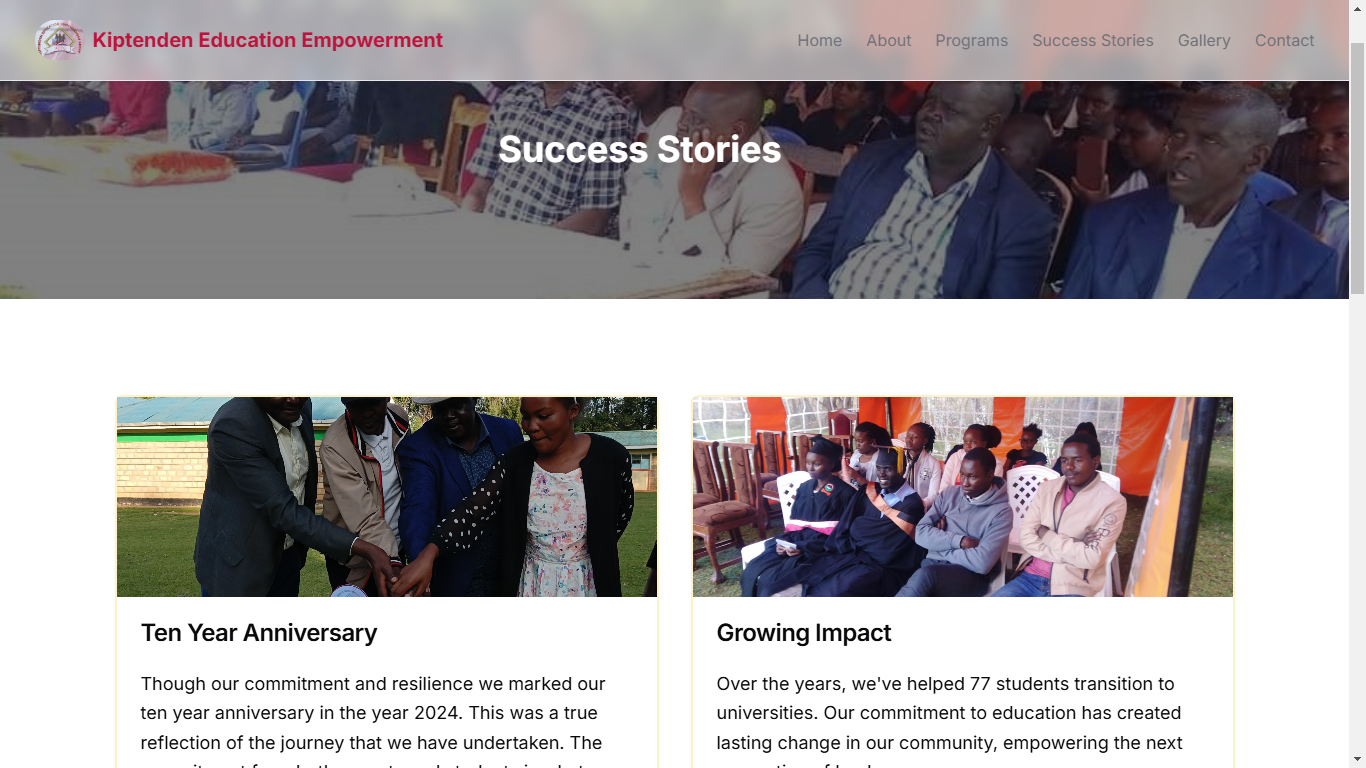 Kiptenden Education Empowerment
Home About Programs Success Stories Gallery Contact
Success Stories
Ten Year Anniversary
Though our commitment and resilience we marked our
ten year anniversary in the year 2024. This was a true
reflection of the journey that we have undertaken. The
Growing Impact
Over the years, we've helped 77 students transition to
universities. Our commitment to education has created
lasting change in our community, empowering the next